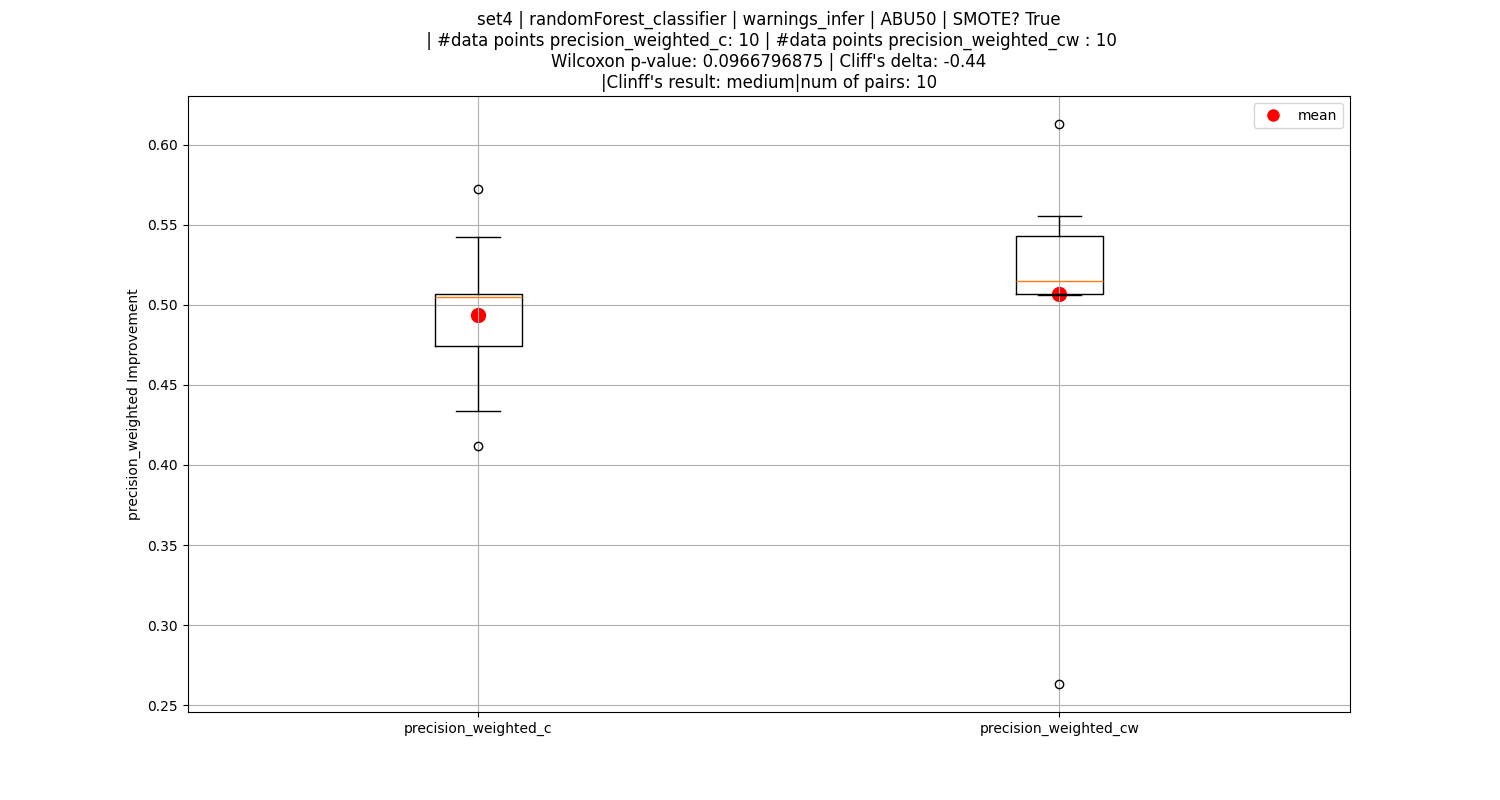 set4 | randomForest_classifier | warnings_infer | ABU50 | SMOTE? True
| #data points precision_weighted_c: 10 | #data points precision_weighted_cw : 10
Wilcoxon p-value: 0.0966796875 | Cliff's delta: -0.44
|Clinff's result: medium|num of pairs: 10
mean
0.60
0.55
0.50
0.45
0.40
0.35
0.30
0.25
precision_weighted Improvement
precision_weighted_c
precision_weighted_cw